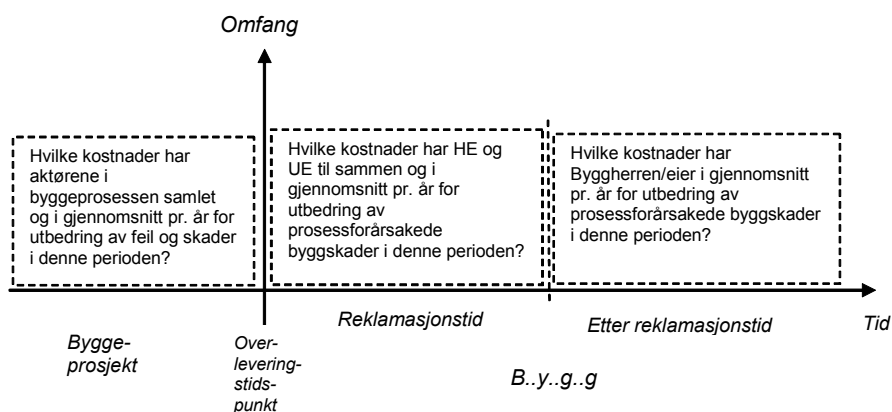 Omfang
Hvilke kostnader har
aktørene i
byggeprosessen samlet
og i gjennomsnitt pr. år for
utbedring av feil og skader
i denne perioden?
Hvilke kostnader har HE og
UE til sammen og i
gjennomsnitt pr. år for
utbedring av
prosessforårsakede
byggskader i denne perioden?
Hvilke kostnader har
Byggherren/eier i gjennomsnitt
pr. år for utbedring av
prosessforårsakede byggskader
i denne perioden?
Reklamasjonstid
Etter reklamasjonstid
Tid
Bygge-
prosjekt
Over-
levering-
stids-
punkt
B..y..g..g